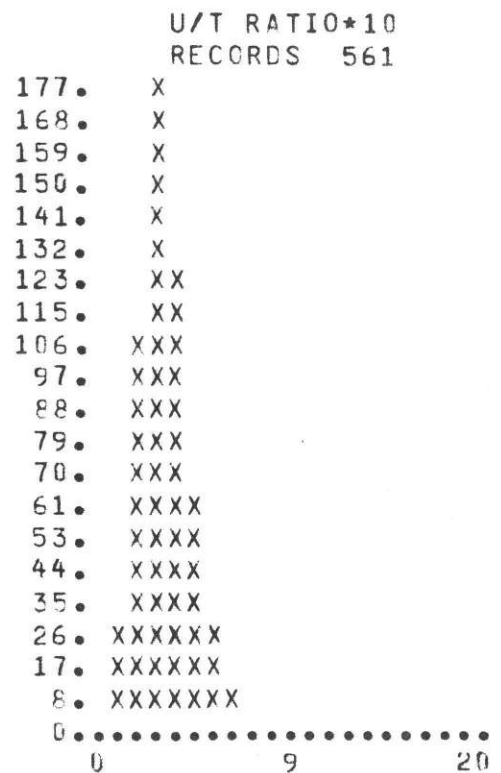 U/T RATIO*10
RECORDS 561
177. X
168. X
159. X
150. X
141. X
132. X
123. XX
115. XX
106. XXX
97. XXX
88. XXX
79. XXX
70. XXX
61. XXXX
53. XXXX
44. XXXX
35. XXXX
26. XXXXXX
17. XXXXXX
8. XXXXXXX
0......................
0 9 20